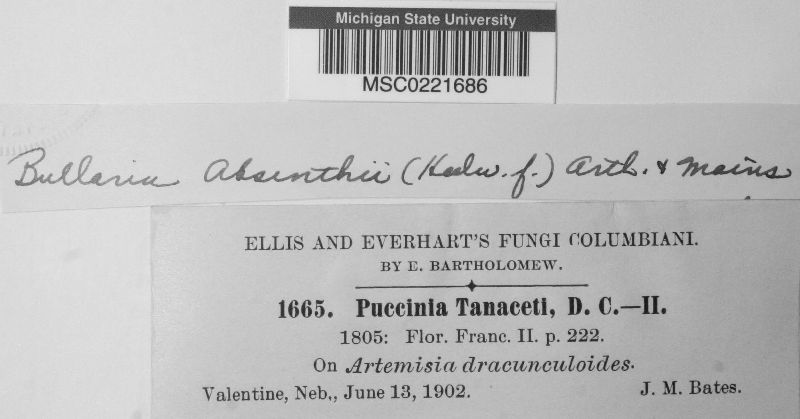 Michigan State University
MSC0221686
Bullaria Absinthii (Hedw. f.) Arth. & Mains
ELLIS AND EVERHART'S FUNGI COLUMBIANI.
BY E. BARTHOLOMEW.
1665. Puccinia Tanaceti, D. C.—II.
1805: Flor. Franc. II. p. 222.
On Artemisia dracunculoides.
Valentine, Neb., June 13, 1902. J. M. Bates.